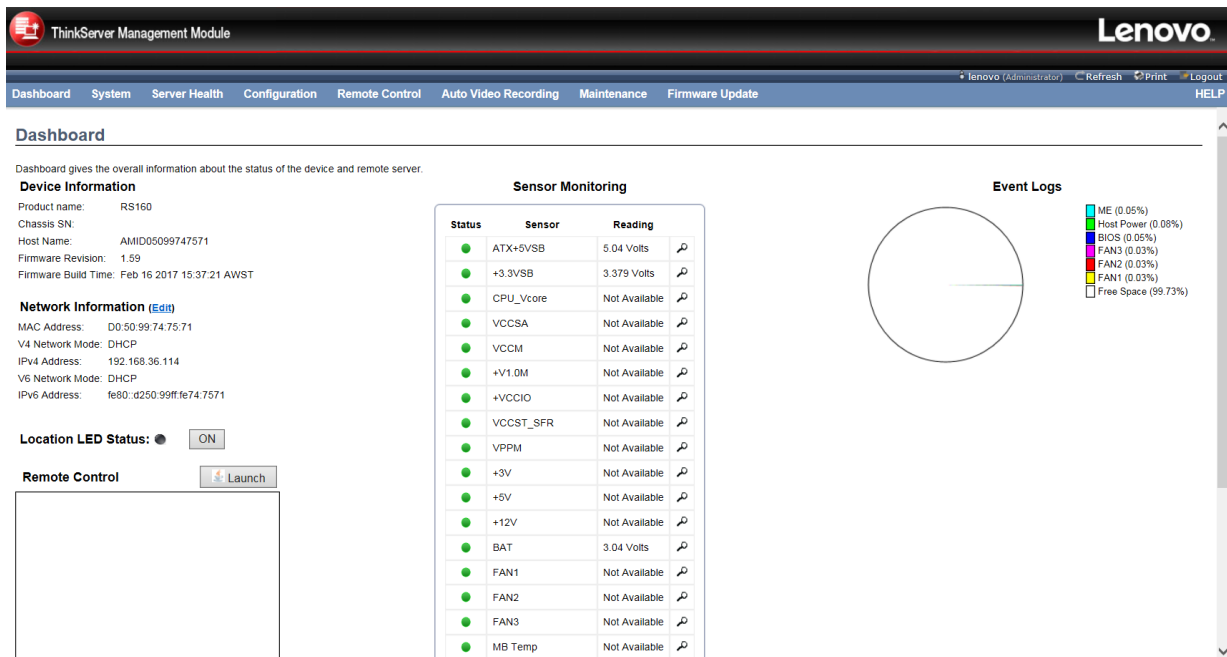 ThinkServer Management Module
Lenovo.
lenovo (Administrator) Refresh Print Logout
Dashboard System Server Health Configuration Remote Control Auto Video Recording Maintenance Firmware Update HELP
Dashboard
Dashboard gives the overall information about the status of the device and remote server.
Device Information
Product name: RS160
Chassis SN:
Host Name: AMID05099747571
Firmware Revision: 1.59
Firmware Build Time: Feb 16 2017 15:37:21 AWST
Network Information (Edit)
MAC Address: D0:50:99:74:75:71
V4 Network Mode: DHCP
IPv4 Address: 192.168.36.114
V6 Network Mode: DHCP
IPv6 Address: fe80::d250:99ff:fe74:7571
Location LED Status: ON
Remote Control Launch
Sensor Monitoring
Status Sensor Reading
ATX+5VSB 5.04 Volts
+3.3VSB 3.379 Volts
CPU_Vcore Not Available
VCCSA Not Available
VCCM Not Available
+V1.0M Not Available
+VCCIO Not Available
VCCST_SFR Not Available
VPPM Not Available
+3V Not Available
+5V Not Available
+12V Not Available
BAT 3.04 Volts
FAN1 Not Available
FAN2 Not Available
FAN3 Not Available
MB Temp Not Available
Event Logs
ME (0.05%)
Host Power (0.08%)
BIOS (0.05%)
FAN3 (0.03%)
FAN2 (0.03%)
FAN1 (0.03%)
Free Space (99.73%)